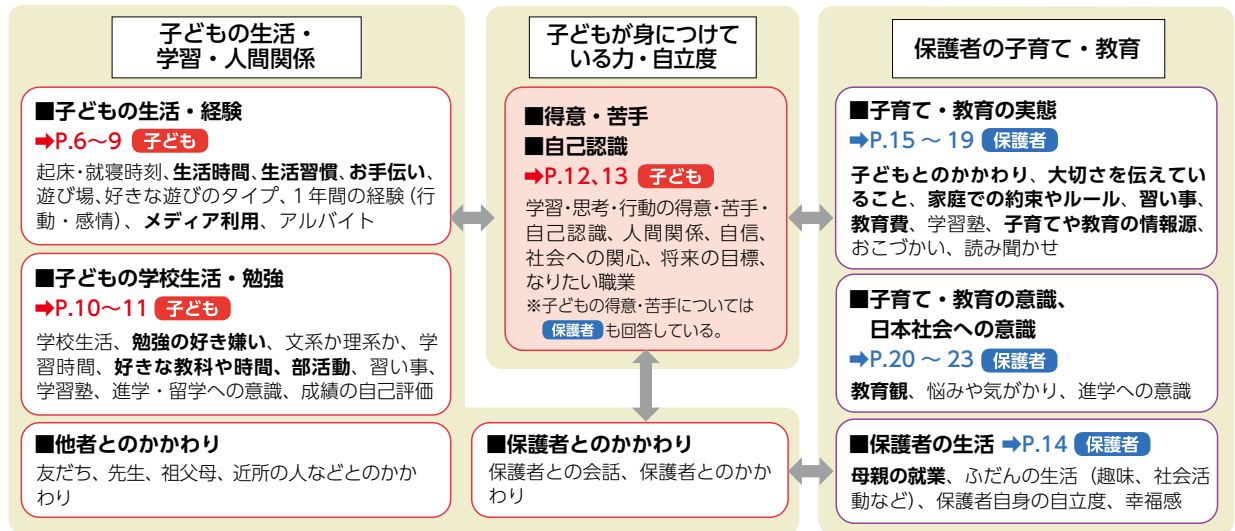 子どもの生活・
学習・人間関係
■子どもの生活・経験
➡P.6〜9 子ども
起床・就寝時刻、生活時間、生活習慣、お手伝い、
遊び場、好きな遊びのタイプ、1年間の経験(行
動・感情)、メディア利用、アルバイト
■子どもの学校生活・勉強
➡P.10〜11 子ども
学校生活、勉強の好き嫌い、文系か理系か、学
習時間、好きな教科や時間、部活動、習い事、
学習塾、進学・留学への意識、成績の自己評価
■他者とのかかわり
友だち、先生、祖父母、近所の人などとのかか
わり
子どもが身につけて
いる力・自立度
■得意・苦手
■自己認識
➡P.12、13 子ども
学習・思考・行動の得意・苦手・
自己認識、人間関係、自信、
社会への関心、将来の目標、
なりたい職業
※子どもの得意・苦手については
保護者 も回答している。
■保護者とのかかわり
保護者との会話、保護者とのかか
わり
保護者の子育て・教育
■子育て・教育の実態
➡P.15 〜 19 保護者
子どもとのかかわり、大切さを伝えてい
ること、家庭での約束やルール、習い事、
教育費、学習塾、子育てや教育の情報源、
おこづかい、読み聞かせ
■子育て・教育の意識、
日本社会への意識
➡P.20 〜 23 保護者
教育観、悩みや気がかり、進学への意識
■保護者の生活 ➡P.14 保護者
母親の就業、ふだんの生活(趣味、社会活
動など)、保護者自身の自立度、幸福感